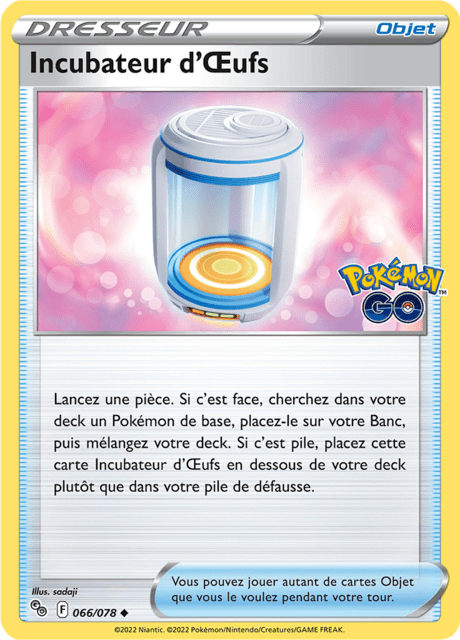 DRESSEUR
Objet
Incubateur d'Œufs
POKÉMON
GO
Lancez une pièce. Si c'est face, cherchez dans votre
deck un Pokémon de base, placez-le sur votre Banc,
puis mélangez votre deck. Si c'est pile, placez cette
carte Incubateur d'Œufs en dessous de votre deck
plutôt que dans votre pile de défausse.
Illus. sadaji
GO F 066/078
Vous pouvez jouer autant de cartes Objet
que vous le voulez pendant votre tour.
©2022 Niantic. ©2022 Pokémon/Nintendo/Creatures/GAME FREAK.